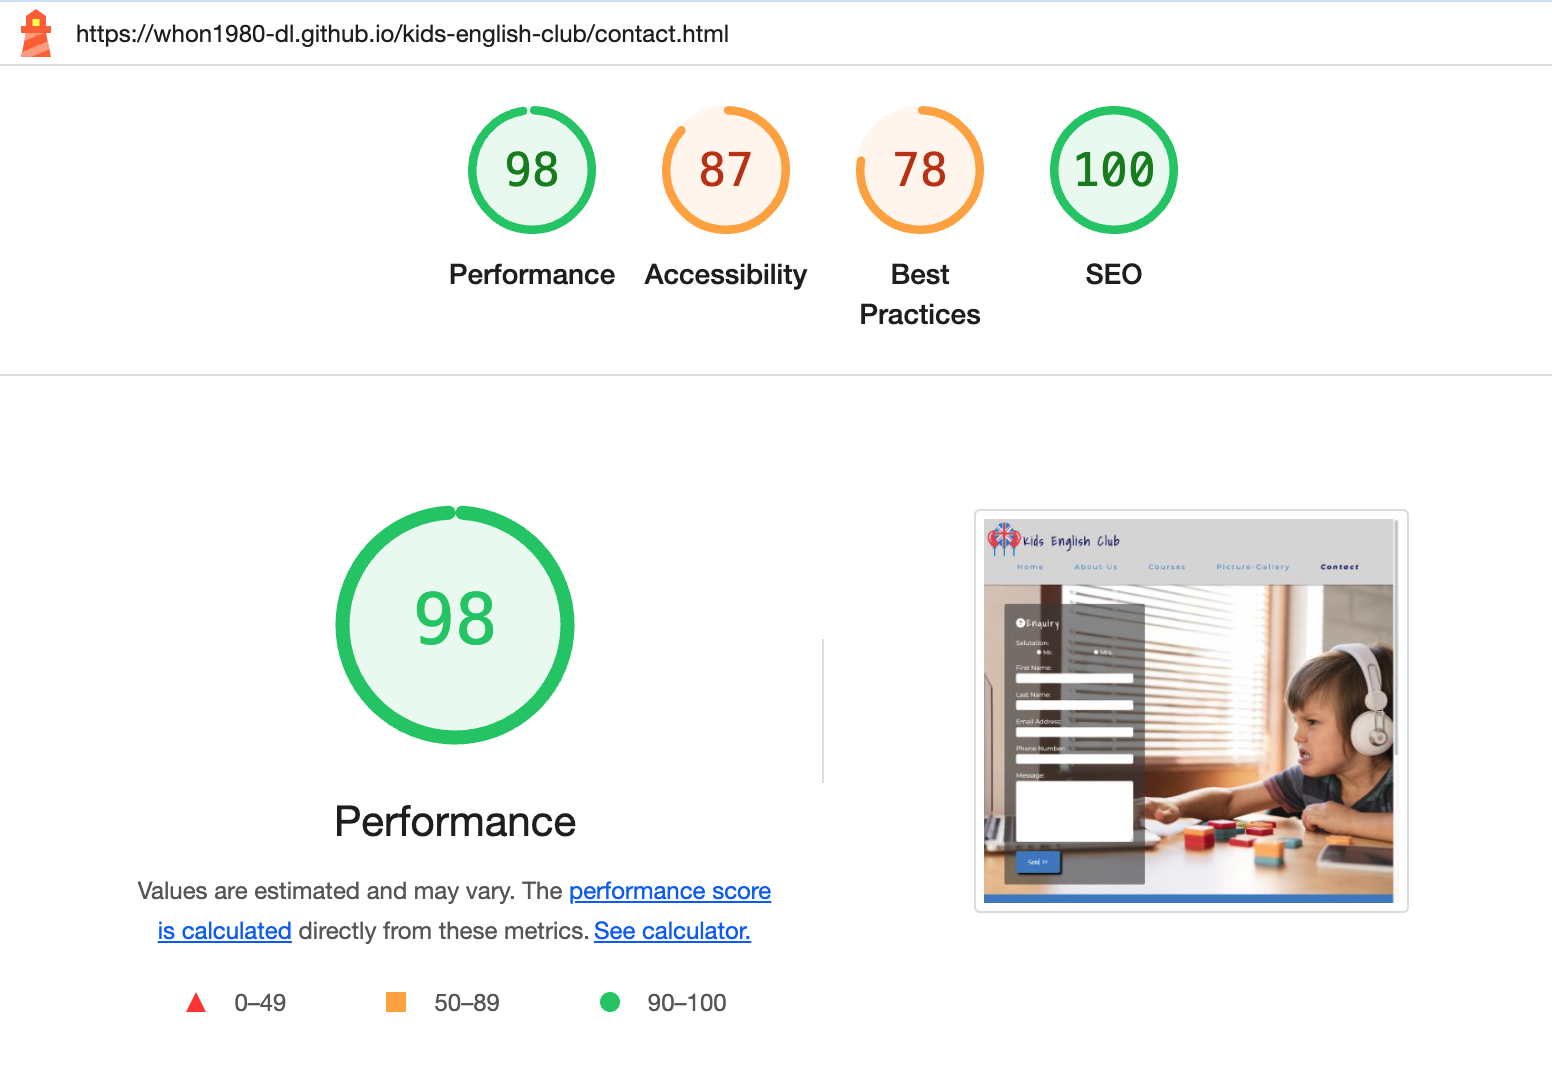 https://whon1980-dl.github.io/kids-english-club/contact.html
98
87
78
100
Performance
Accessibility
Best
Practices
SEO
98
Performance
Values are estimated and may vary. The performance score
is calculated directly from these metrics. See calculator.
0–49
50–89
90–100
Kids English Club
Home
About Us
Courses
Picture-Gallery
Contact
Enquiry
Salutation:
Mr.
Mrs.
First Name:
Last Name:
Email Address:
Phone Number:
Message:
Send >>